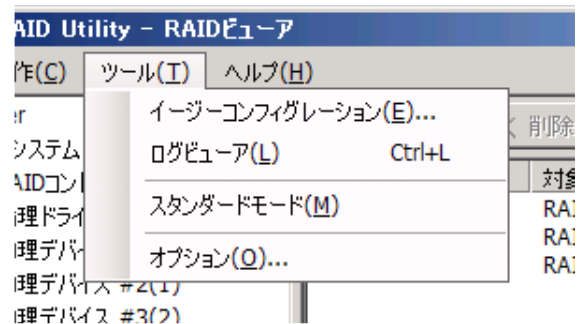 AID Utility - RAIDビューア
作(C) ツール(T) ヘルプ(H)
er
イージーコンフィグレーション(E)...
削除
システム
ログビューア(L) Ctrl+L
AIDコン
対象
理ドライ
スタンダードモード(M)
RAI
理デバイ
オプション(O)...
RAI
理デバイス #2(1)
RAI
理デバイス #3(2)